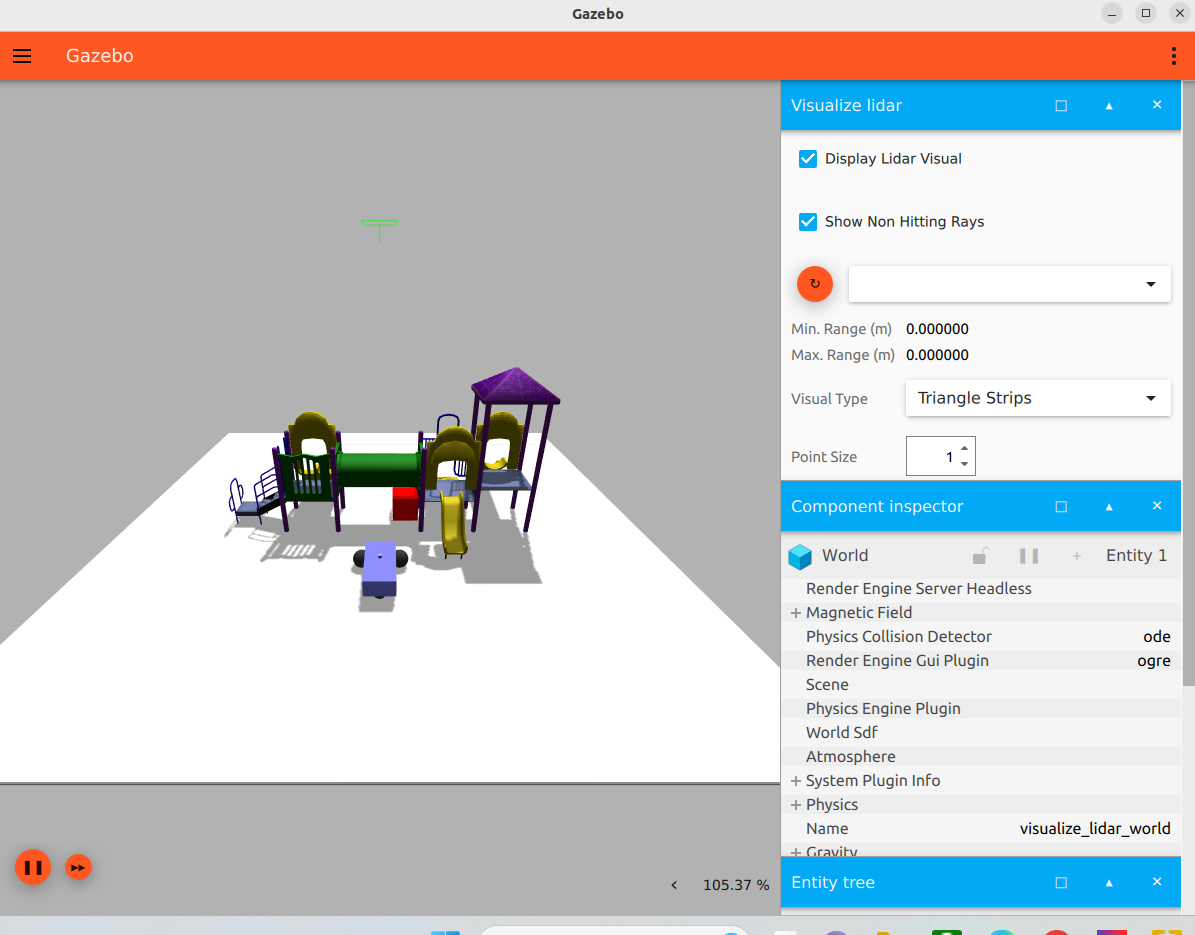 Gazebo
Gazebo
Visualize lidar
Display Lidar Visual
Show Non Hitting Rays
Min. Range (m) 0.000000
Max. Range (m) 0.000000
Visual Type Triangle Strips
Point Size 1
Component inspector
World Entity 1
Render Engine Server Headless
Magnetic Field
Physics Collision Detector ode
Render Engine Gui Plugin ogre
Scene
Physics Engine Plugin
World Sdf
Atmosphere
System Plugin Info
Physics
Name visualize_lidar_world
Gravity
105.37 %
Entity tree